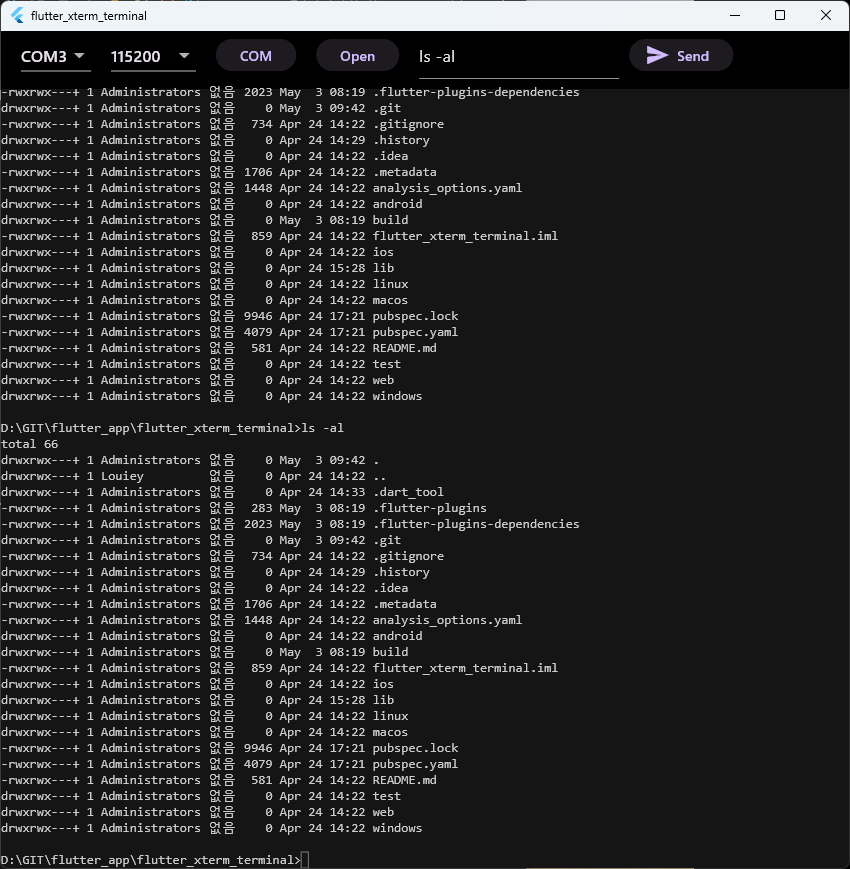 flutter_xterm_terminal
COM3 115200 COM Open ls -al Send
-rwxrwx---+ 1 Administrators 없음 2023 May  3 08:19 .flutter-plugins-dependencies
drwxrwx---+ 1 Administrators 없음    0 May  3 09:42 .git
-rwxrwx---+ 1 Administrators 없음  734 Apr 24 14:22 .gitignore
drwxrwx---+ 1 Administrators 없음    0 Apr 24 14:29 .history
drwxrwx---+ 1 Administrators 없음    0 Apr 24 14:22 .idea
-rwxrwx---+ 1 Administrators 없음 1706 Apr 24 14:22 .metadata
-rwxrwx---+ 1 Administrators 없음 1448 Apr 24 14:22 analysis_options.yaml
drwxrwx---+ 1 Administrators 없음    0 Apr 24 14:22 android
drwxrwx---+ 1 Administrators 없음    0 May  3 08:19 build
-rwxrwx---+ 1 Administrators 없음  859 Apr 24 14:22 flutter_xterm_terminal.iml
drwxrwx---+ 1 Administrators 없음    0 Apr 24 14:22 ios
drwxrwx---+ 1 Administrators 없음    0 Apr 24 15:28 lib
drwxrwx---+ 1 Administrators 없음    0 Apr 24 14:22 linux
drwxrwx---+ 1 Administrators 없음    0 Apr 24 14:22 macos
-rwxrwx---+ 1 Administrators 없음 9946 Apr 24 17:21 pubspec.lock
-rwxrwx---+ 1 Administrators 없음 4079 Apr 24 17:21 pubspec.yaml
-rwxrwx---+ 1 Administrators 없음  581 Apr 24 14:22 README.md
drwxrwx---+ 1 Administrators 없음    0 Apr 24 14:22 test
drwxrwx---+ 1 Administrators 없음    0 Apr 24 14:22 web
drwxrwx---+ 1 Administrators 없음    0 Apr 24 14:22 windows
D:\GIT\flutter_app\flutter_xterm_terminal>ls -al
total 66
drwxrwx---+ 1 Administrators 없음    0 May  3 09:42 .
drwxrwx---+ 1 Louiey         없음    0 Apr 24 14:22 ..
drwxrwx---+ 1 Administrators 없음    0 Apr 24 14:33 .dart_tool
-rwxrwx---+ 1 Administrators 없음  283 May  3 08:19 .flutter-plugins
-rwxrwx---+ 1 Administrators 없음 2023 May  3 08:19 .flutter-plugins-dependencies
drwxrwx---+ 1 Administrators 없음    0 May  3 09:42 .git
-rwxrwx---+ 1 Administrators 없음  734 Apr 24 14:22 .gitignore
drwxrwx---+ 1 Administrators 없음    0 Apr 24 14:29 .history
drwxrwx---+ 1 Administrators 없음    0 Apr 24 14:22 .idea
-rwxrwx---+ 1 Administrators 없음 1706 Apr 24 14:22 .metadata
-rwxrwx---+ 1 Administrators 없음 1448 Apr 24 14:22 analysis_options.yaml
drwxrwx---+ 1 Administrators 없음    0 Apr 24 14:22 android
drwxrwx---+ 1 Administrators 없음    0 May  3 08:19 build
-rwxrwx---+ 1 Administrators 없음  859 Apr 24 14:22 flutter_xterm_terminal.iml
drwxrwx---+ 1 Administrators 없음    0 Apr 24 14:22 ios
drwxrwx---+ 1 Administrators 없음    0 Apr 24 15:28 lib
drwxrwx---+ 1 Administrators 없음    0 Apr 24 14:22 linux
drwxrwx---+ 1 Administrators 없음    0 Apr 24 14:22 macos
-rwxrwx---+ 1 Administrators 없음 9946 Apr 24 17:21 pubspec.lock
-rwxrwx---+ 1 Administrators 없음 4079 Apr 24 17:21 pubspec.yaml
-rwxrwx---+ 1 Administrators 없음  581 Apr 24 14:22 README.md
drwxrwx---+ 1 Administrators 없음    0 Apr 24 14:22 test
drwxrwx---+ 1 Administrators 없음    0 Apr 24 14:22 web
drwxrwx---+ 1 Administrators 없음    0 Apr 24 14:22 windows
D:\GIT\flutter_app\flutter_xterm_terminal>